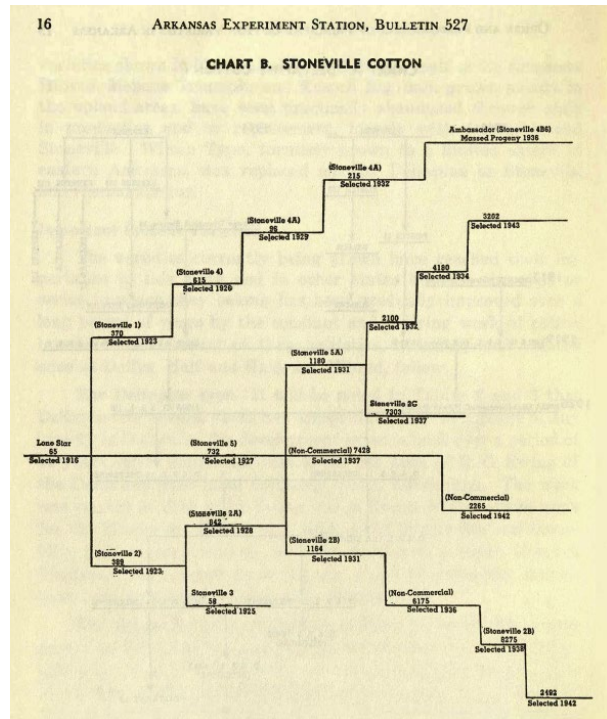 16
ARKANSAS EXPERIMENT STATION, BULLETIN 527
CHART B. STONEVILLE COTTON
Ambassador (Stoneville 4B6)
Massed Progeny 1936
(Stoneville 4A)
215
Selected 1932
3202
Selected 1943
(Stoneville 4A)
96
Selected 1929
4180
Selected 1934
(Stoneville 4)
615
Selected 1926
2100
Selected 1932
(Stoneville 1)
370
Selected 1923
(Stoneville 5A)
1180
Selected 1931
Stoneville 2C
7303
Selected 1937
Lone Star
65
Selected 1916
(Stoneville 5)
732
Selected 1927
(Non-Commercial) 7428
Selected 1937
(Non-Commercial)
2265
Selected 1942
(Stoneville 2A)
642
Selected 1928
(Stoneville 2B)
1164
Selected 1931
(Stoneville 2)
Selected 1923
Stoneville 3
58
Selected 1925
(Non-Commercial)
6175
Selected 1936
(Stoneville 2B)
8275
Selected 1938
2492
Selected 1942